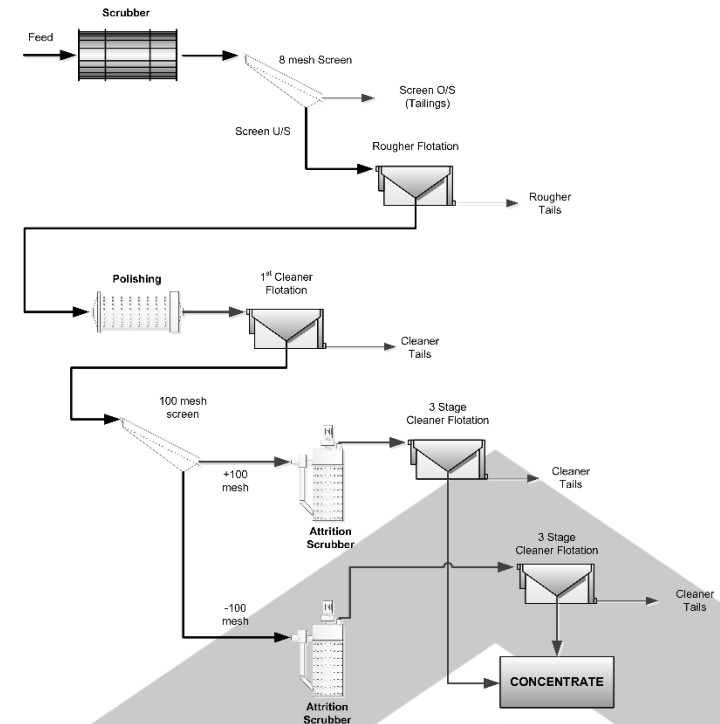 Scrubber
Feed
8 mesh Screen
Screen O/S
(Tailings)
Screen U/S
Rougher Flotation
Rougher
Tails
Polishing
1st Cleaner
Flotation
Cleaner
Tails
100 mesh
screen
3 Stage
Cleaner Flotation
+100
mesh
Cleaner
Tails
Attrition
Scrubber
3 Stage
Cleaner Flotation
-100
mesh
Cleaner
Tails
CONCENTRATE
Attrition
Scrubber